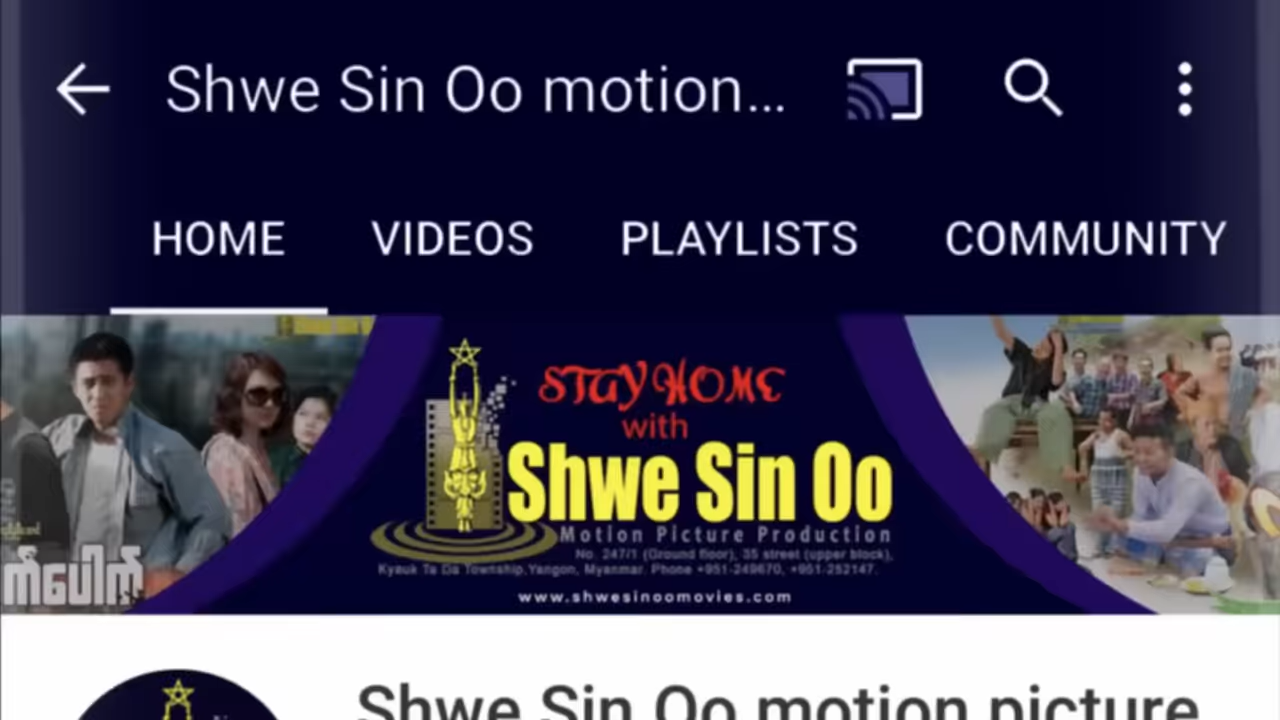 Shwe Sin Oo motion...
HOME VIDEOS PLAYLISTS COMMUNITY
STAY HOME
with
Shwe Sin Oo
Motion Picture Production
No. 247/1 (Ground floor), 35 street (upper block),
Kyauk Ta Da Township,Yangon, Myanmar. Phone +951-249670, +951-252147.
www.shwesinoomovies.com
Shwe Sin Oo motion picture